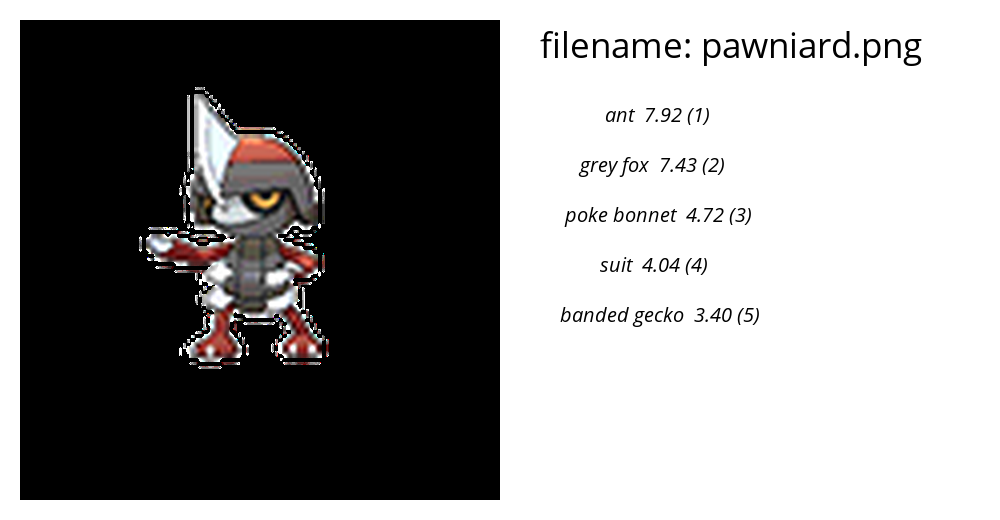 filename: pawniard.png
ant 7.92 (1)
grey fox 7.43 (2)
poke bonnet 4.72 (3)
suit 4.04 (4)
banded gecko 3.40 (5)